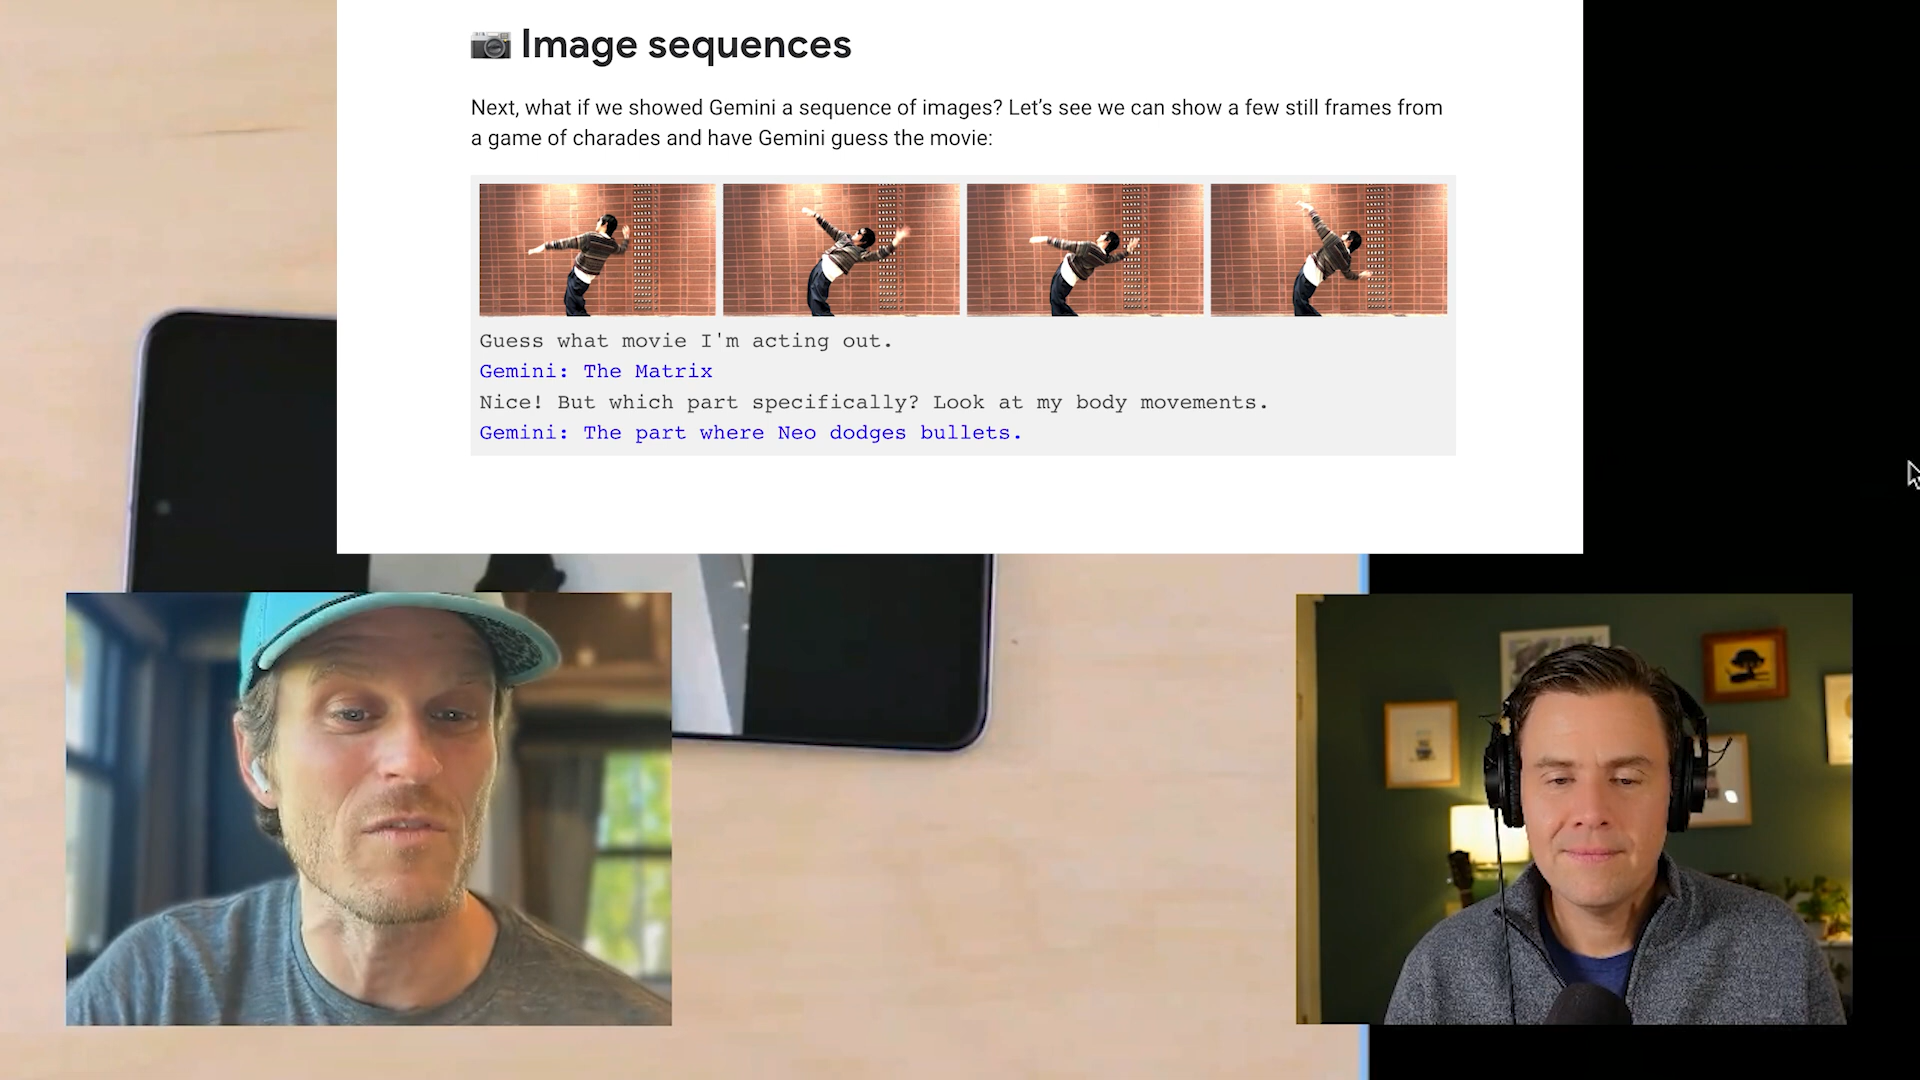 Image sequences
Next, what if we showed Gemini a sequence of images? Let’s see we can show a few still frames from
a game of charades and have Gemini guess the movie:
Guess what movie I'm acting out.
Gemini: The Matrix
Nice! But which part specifically? Look at my body movements.
Gemini: The part where Neo dodges bullets.